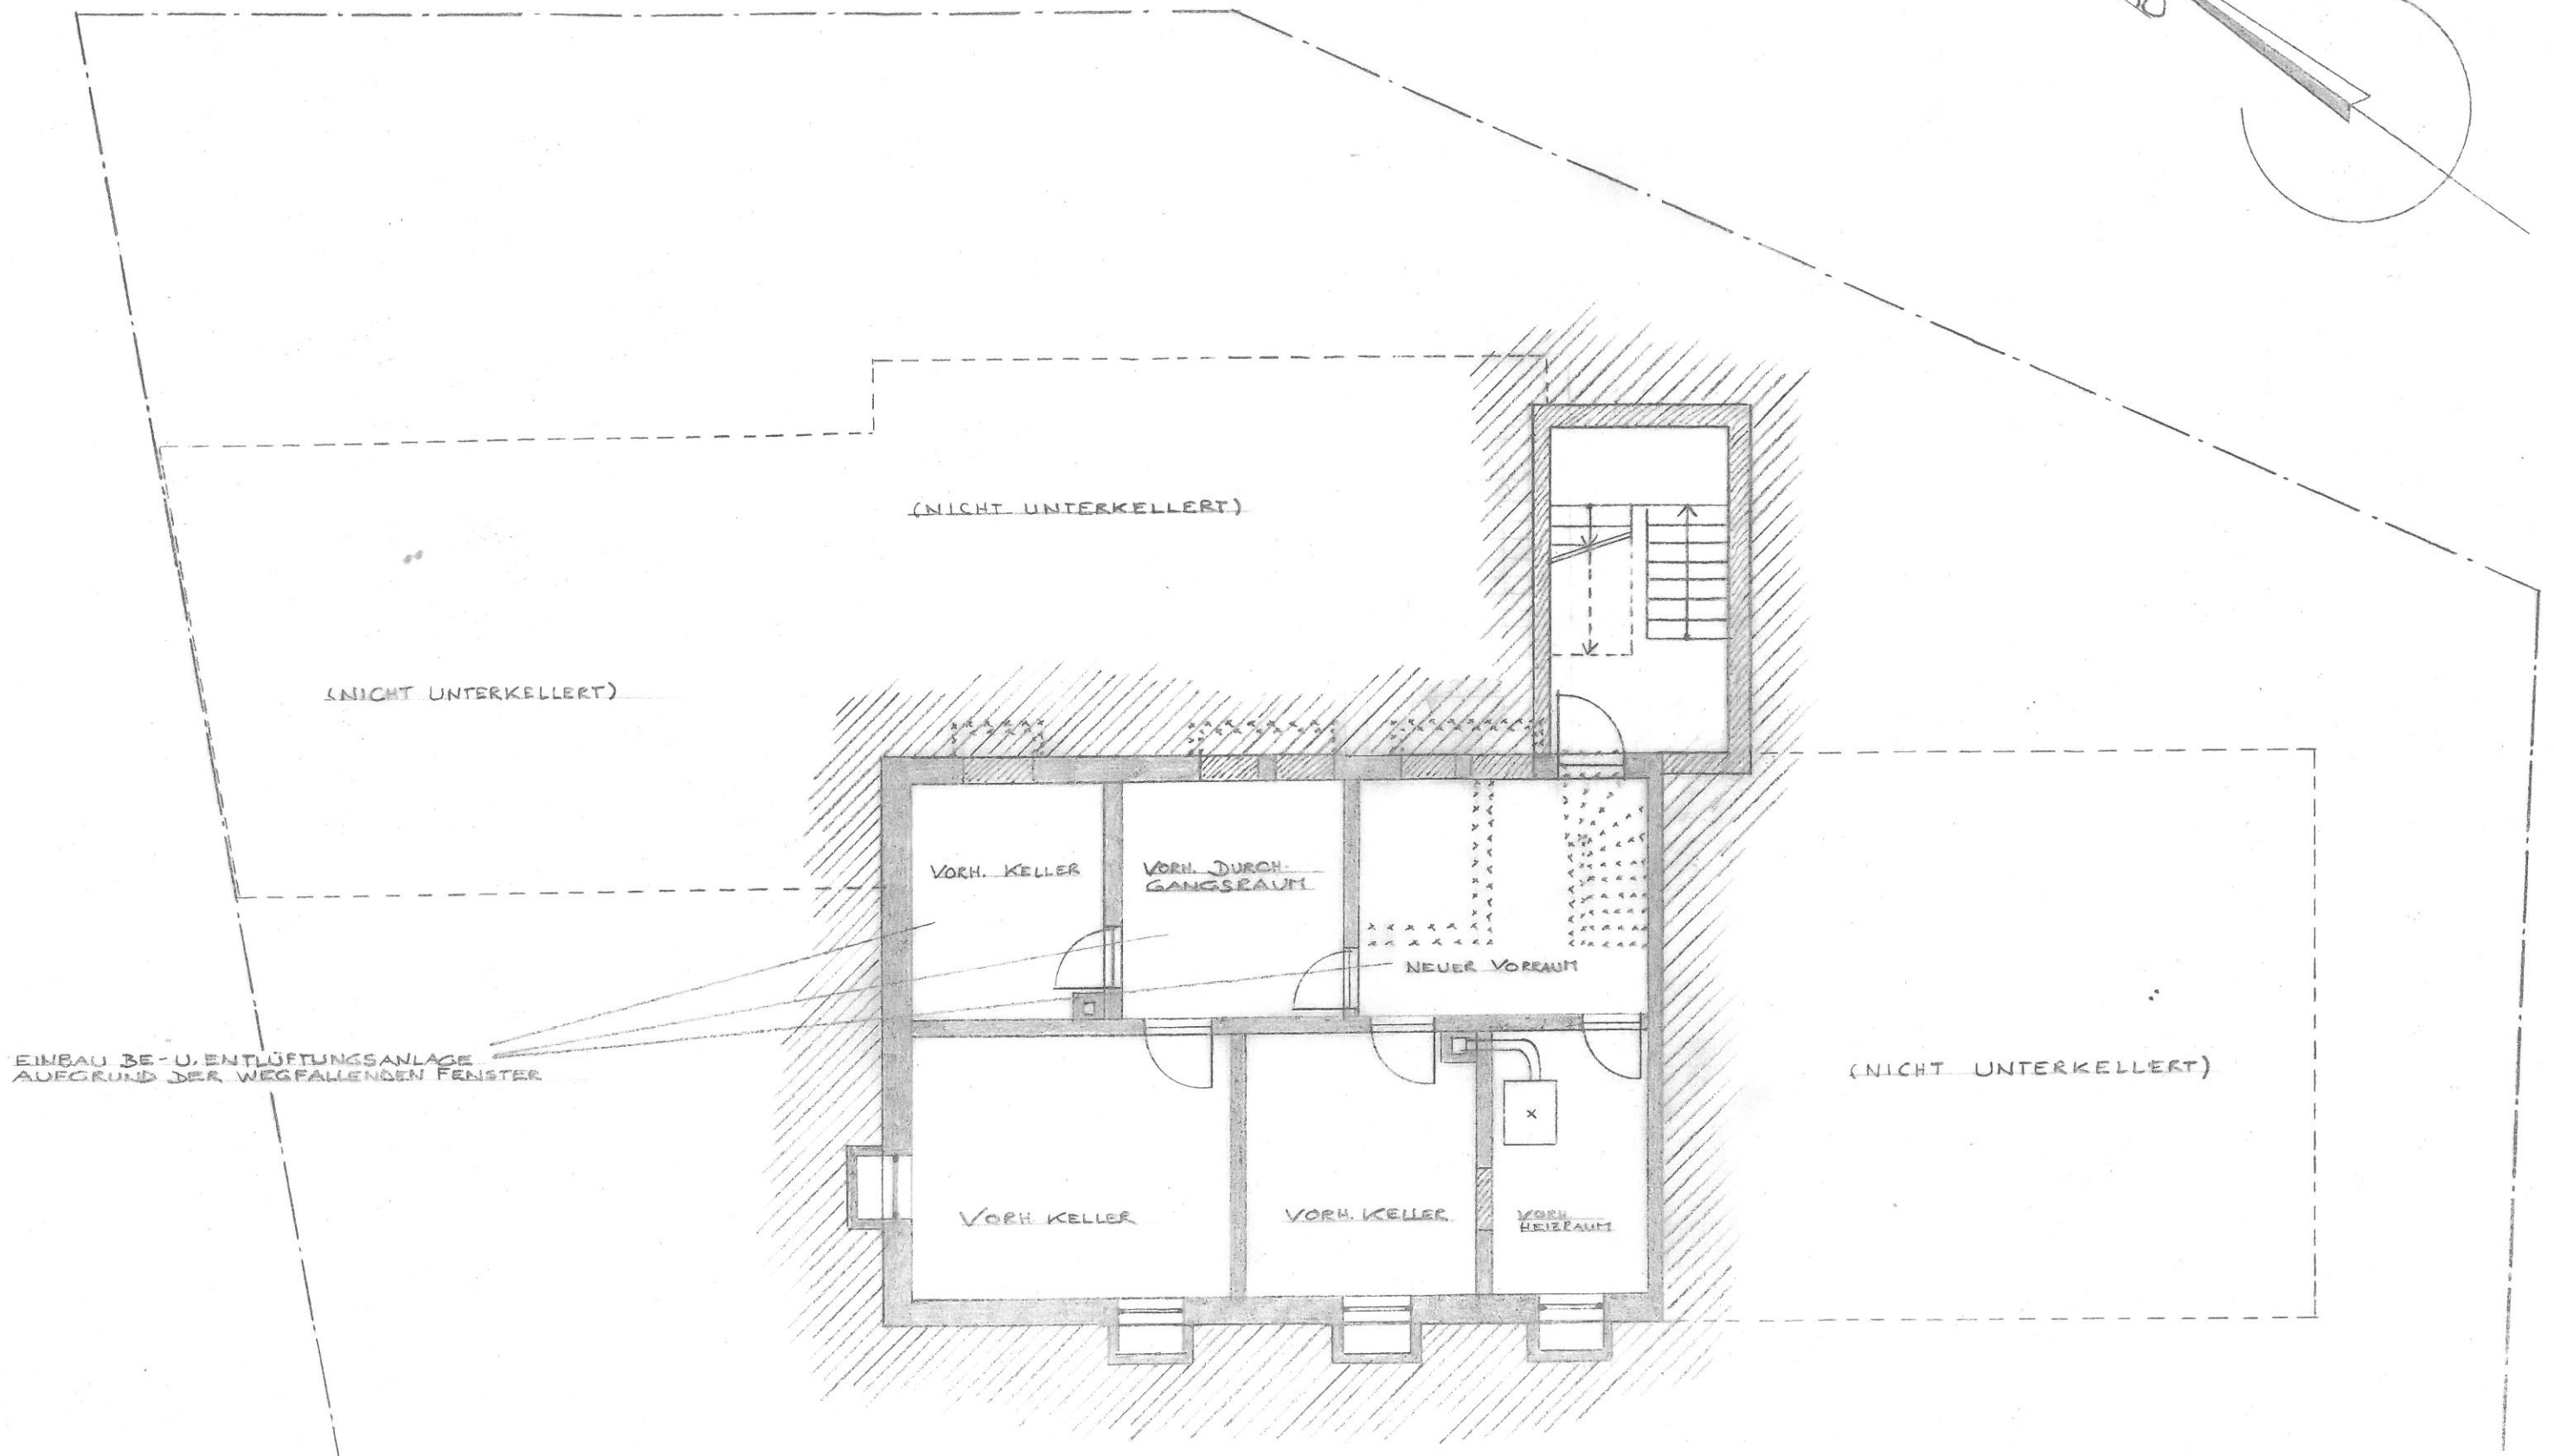 (NICHT UNTERKELLERT)
(NICHT UNTERKELLERT)
VORH. KELLER
VORH. DURCH-
GANGSRAUM
NEUER VORRAUM
EINBAU BE- U. ENTLÜFTUNGSANLAGE
AUFGRUND DER WEGFALLENDEN FENSTER
(NICHT UNTERKELLERT)
VORH KELLER
VORH. KELLER
VORH.
HEIZRAUM